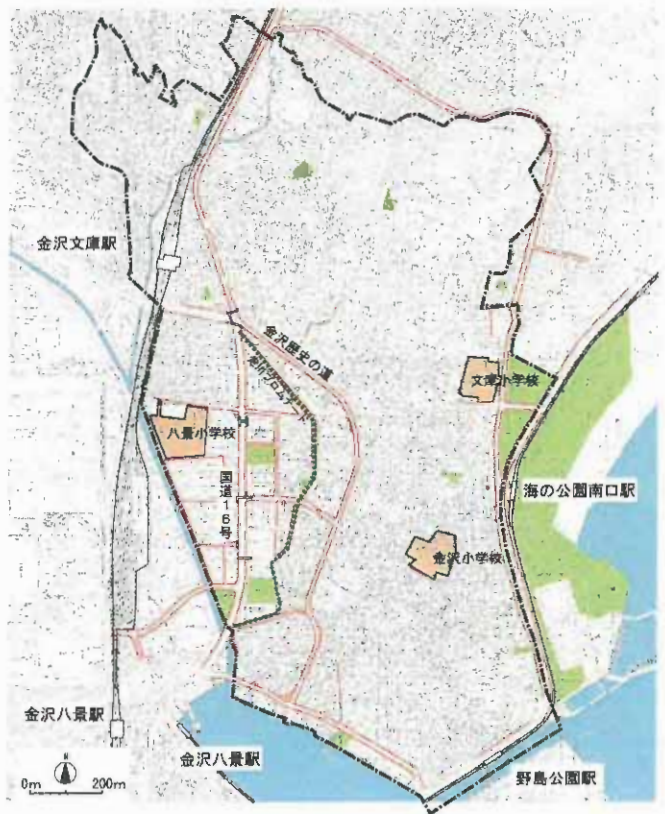 金沢文庫駅
金沢歴史の道
文庫小学校
八景小学校
国道16号
海の公園南口駅
金沢小学校
金沢八景駅
金沢八景駅
野島公園駅
N
0m 200m